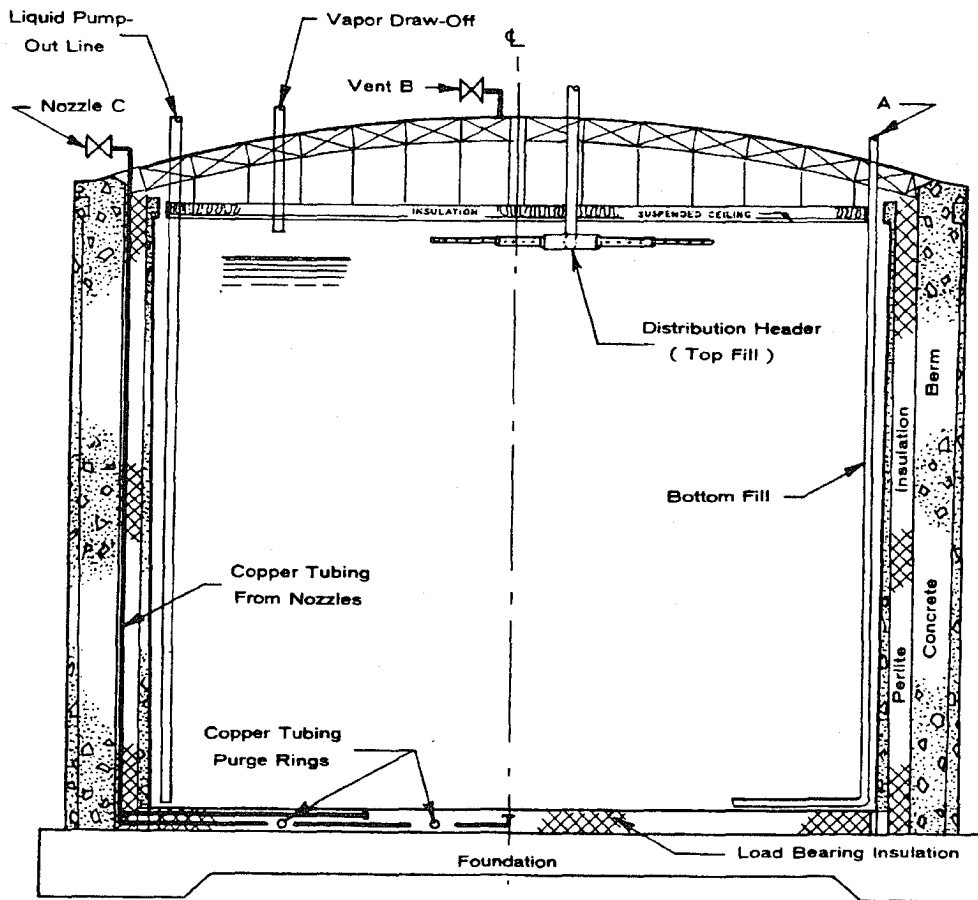 Liquid Pump-
Out Line
Vapor Draw-Off
℄
Vent B
Nozzle C
A
INSULATION
SUSPENDED CEILING
Distribution Header
( Top Fill )
Berm
Insulation
Bottom Fill
Copper Tubing
From Nozzles
Concrete
Perlite
Copper Tubing
Purge Rings
Load Bearing Insulation
Foundation